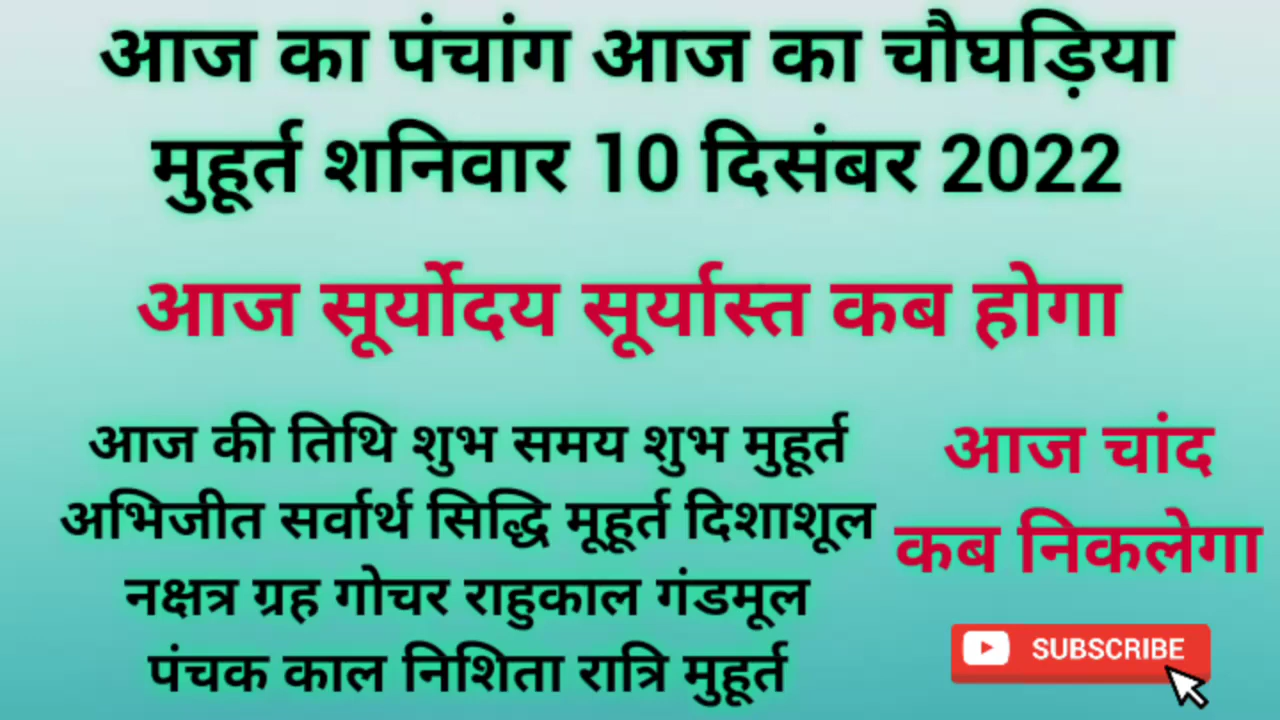 आज का पंचांग आज का चौघड़िया
मुहूर्त शनिवार 10 दिसंबर 2022
आज सूर्योदय सूर्यास्त कब होगा
आज की तिथि शुभ समय शुभ मुहूर्त
अभिजीत सर्वार्थ सिद्धि मूहूर्त दिशाशूल
नक्षत्र ग्रह गोचर राहुकाल गंडमूल
पंचक काल निशिता रात्रि मुहूर्त
आज चांद
कब निकलेगा
SUBSCRIBE